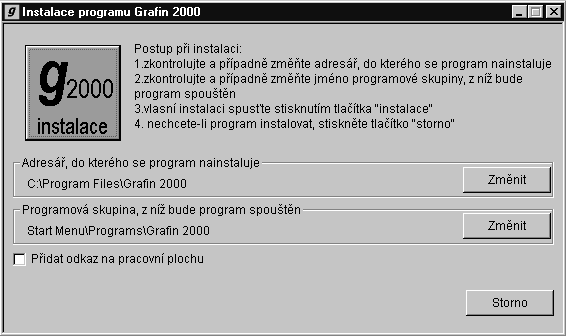 g Instalace programu Grafin 2000
g2000
instalace
Postup při instalaci:
1.zkontrolujte a případně změňte adresář, do kterého se program nainstaluje
2.zkontrolujte a případně změňte jméno programové skupiny, z níž bude
program spouštěn
3.vlasní instalaci spusťte stisknutím tlačítka "instalace"
4. nechcete-li program instalovat, stiskněte tlačítko "storno"
Adresář, do kterého se program nainstaluje
C:\Program Files\Grafin 2000
Změnit
Programová skupina, z níž bude program spouštěn
Start Menu\Programs\Grafin 2000
Změnit
Přidat odkaz na pracovní plochu
Storno